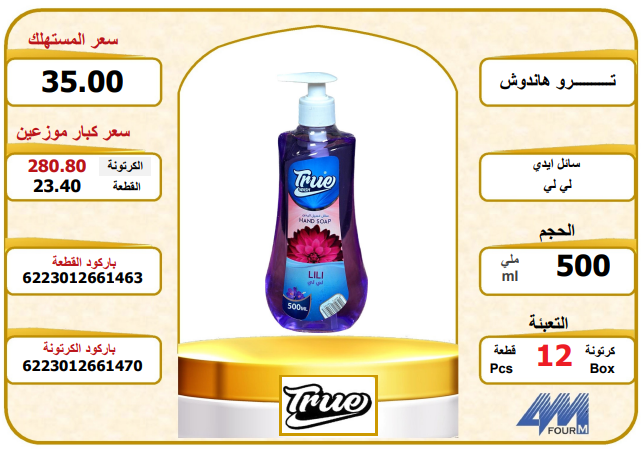 سعر المستهلك
35.00
تـــــــرو هاندوش
سعر كبار موزعين
الكرتونة 280.80
القطعة 23.40
سائل ايدي
لي لي
الحجم
500 ملي
ml
باركود القطعة
6223012661463
باركود الكرتونة
6223012661470
التعبئة
كرتونة 12 قطعة
Box Pcs
True
HAND SOAP
LILI
لي لي
500ML
True
4M
FOUR M